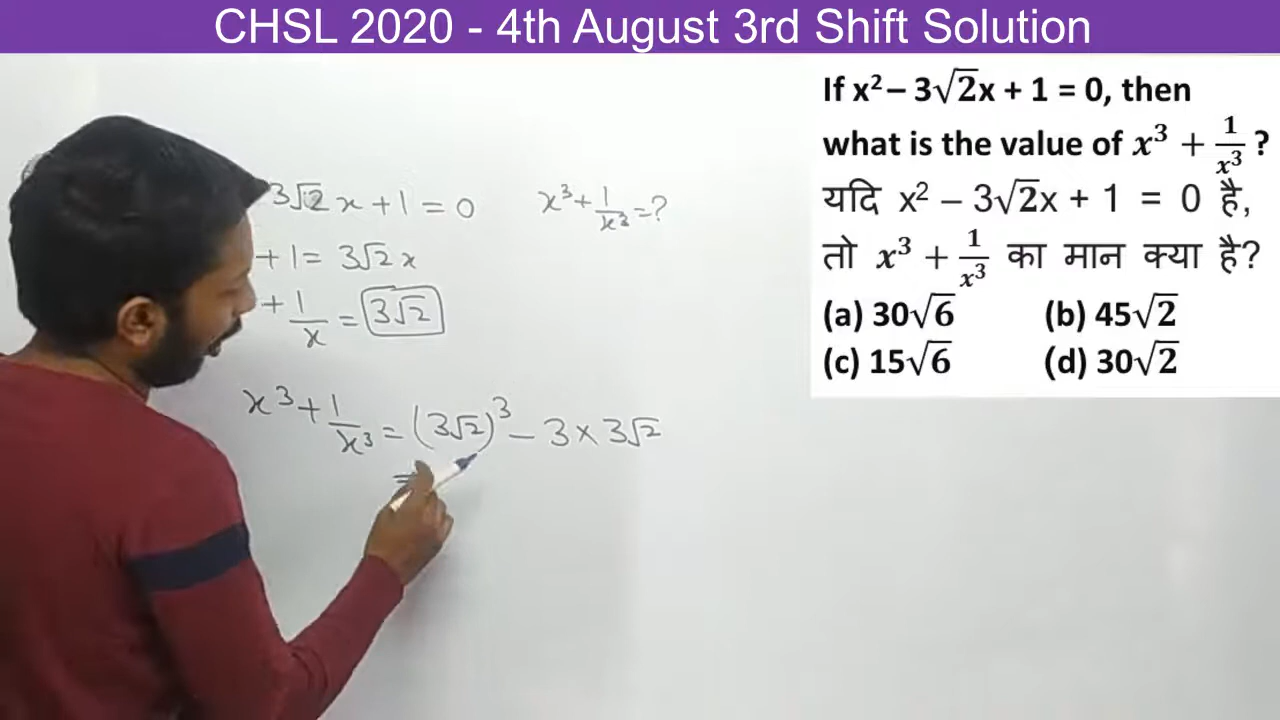 CHSL 2020 - 4th August 3rd Shift Solution
If x² – 3√2x + 1 = 0, then
what is the value of x³ + 1/x³ ?
यदि x² – 3√2x + 1 = 0 है,
तो x³ + 1/x³ का मान क्या है?
(a) 30√6 (b) 45√2
(c) 15√6 (d) 30√2
3√2 x + 1 = 0 x³ + 1/x³ = ?
+ 1 = 3√2 x
+ 1/x = 3√2
x³ + 1/x³ = (3√2)³ – 3 × 3√2
=